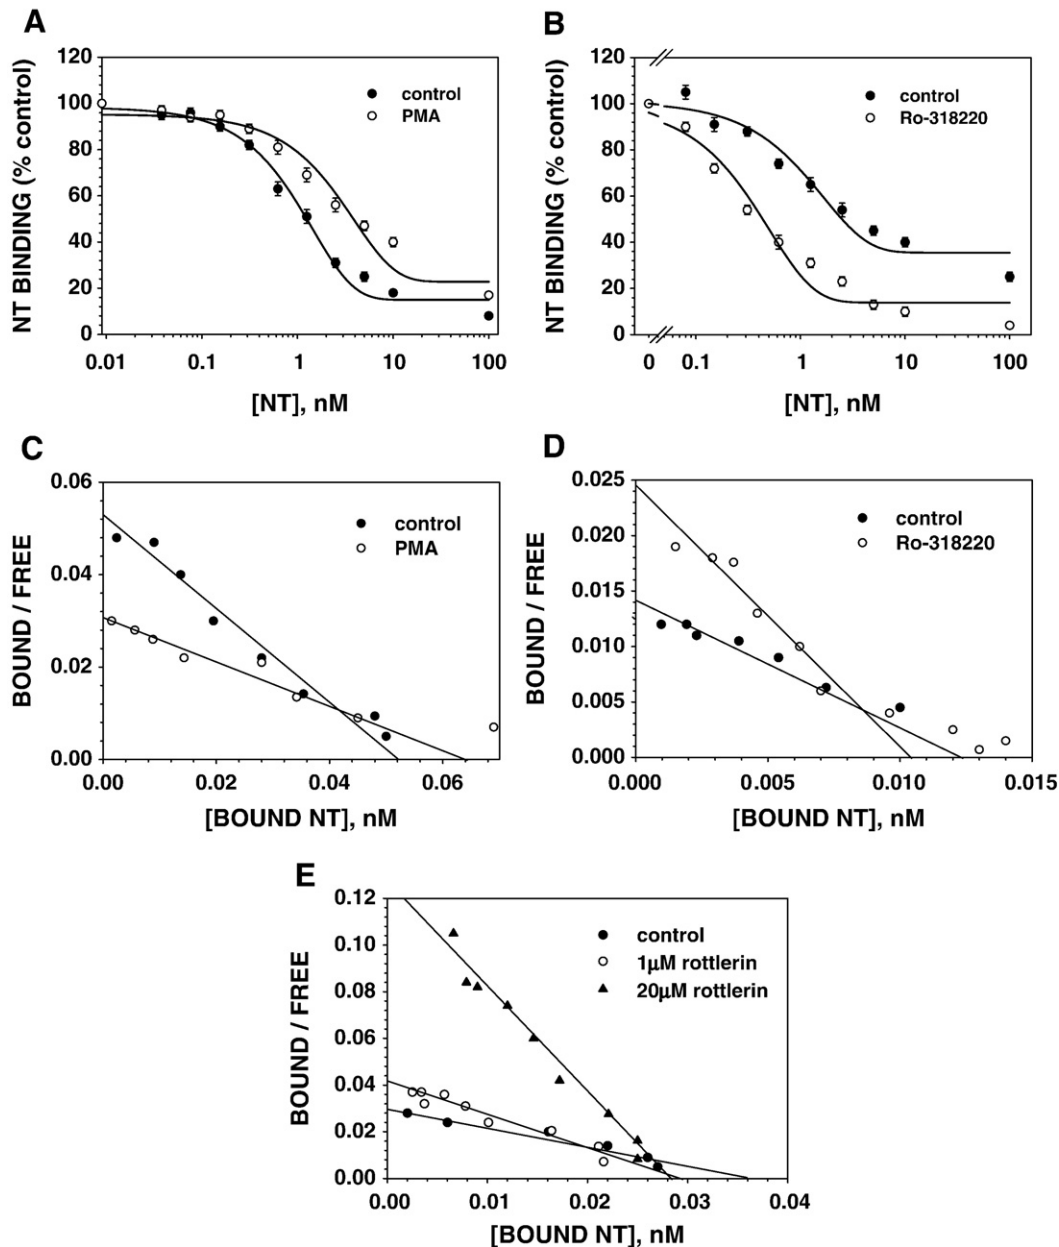 A
NT BINDING (% control)
120
100
80
60
40
20
0
control
PMA
0.01 0.1 1 10 100
[NT], nM
B
NT BINDING (% control)
120
100
80
60
40
20
0
control
Ro-318220
0 0.1 1 10 100
[NT], nM
C
BOUND / FREE
0.06
0.04
0.02
0.00
control
PMA
0.00 0.02 0.04 0.06
[BOUND NT], nM
D
BOUND / FREE
0.025
0.020
0.015
0.010
0.005
0.000
control
Ro-318220
0.000 0.005 0.010 0.015
[BOUND NT], nM
E
BOUND / FREE
0.12
0.10
0.08
0.06
0.04
0.02
0.00
control
1μM rottlerin
20μM rottlerin
0.00 0.01 0.02 0.03 0.04
[BOUND NT], nM